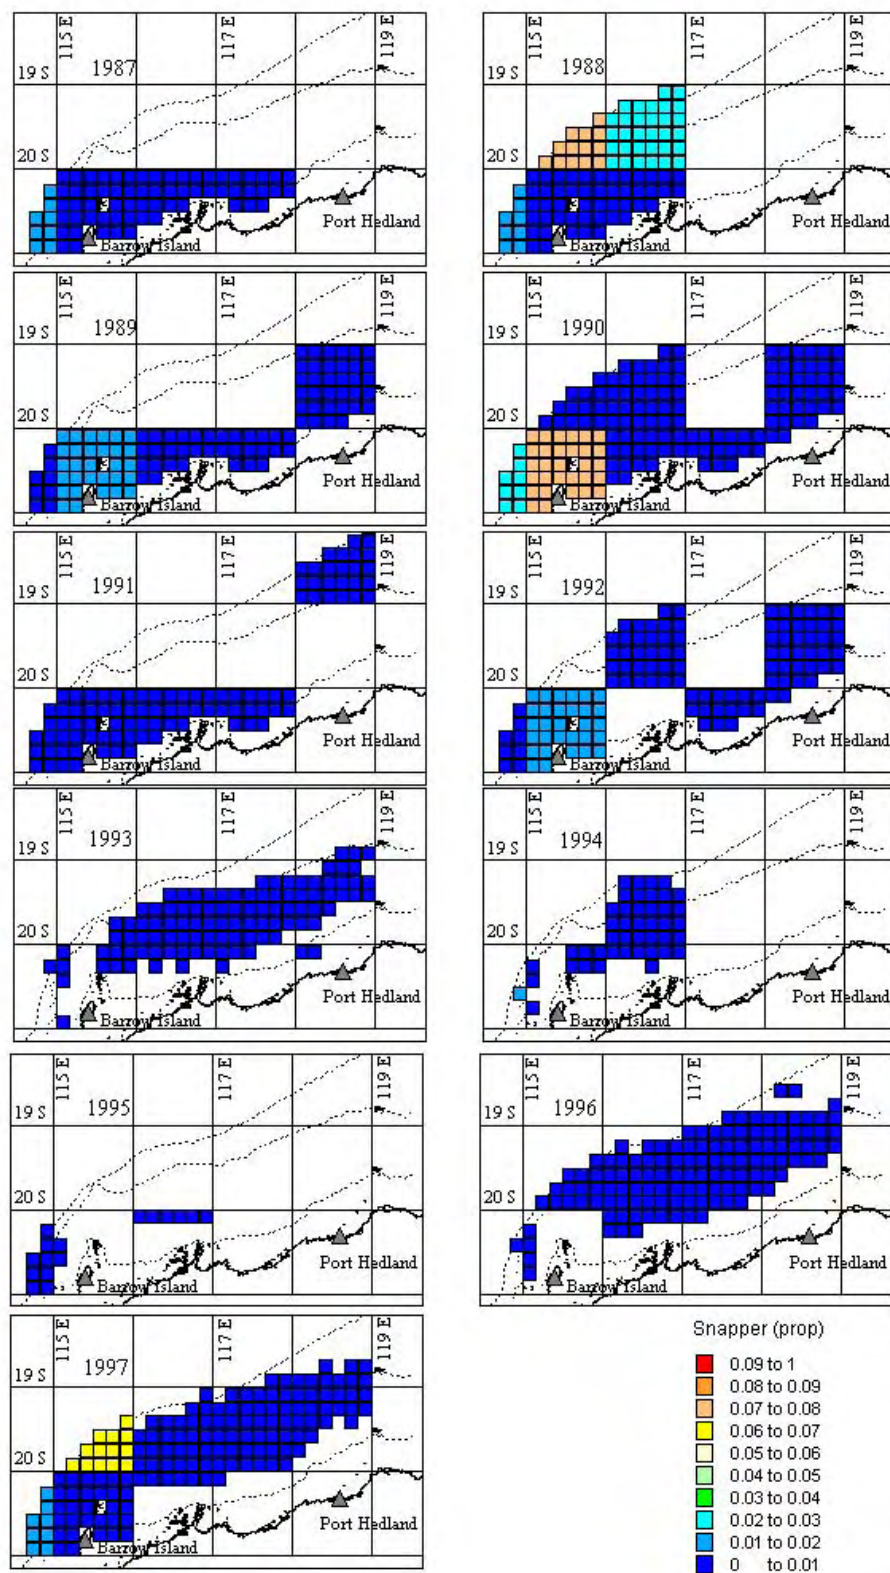 115 E
117 E
119 E
19 S
1987
20 S
Port Hedland
Barrow Island
115 E
117 E
119 E
19 S
1988
20 S
Port Hedland
Barrow Island
115 E
117 E
119 E
19 S
1989
20 S
Port Hedland
Barrow Island
115 E
117 E
119 E
19 S
1990
20 S
Port Hedland
Barrow Island
115 E
117 E
119 E
19 S
1991
20 S
Port Hedland
Barrow Island
115 E
117 E
119 E
19 S
1992
20 S
Port Hedland
Barrow Island
115 E
117 E
119 E
19 S
1993
20 S
Port Hedland
Barrow Island
115 E
117 E
119 E
19 S
1994
20 S
Port Hedland
Barrow Island
115 E
117 E
119 E
19 S
1995
20 S
Port Hedland
Barrow Island
115 E
117 E
119 E
19 S
1996
20 S
Port Hedland
Barrow Island
115 E
117 E
119 E
19 S
1997
20 S
Port Hedland
Barrow Island
Snapper (prop)
0.09 to 1
0.08 to 0.09
0.07 to 0.08
0.06 to 0.07
0.05 to 0.06
0.04 to 0.05
0.03 to 0.04
0.02 to 0.03
0.01 to 0.02
0 to 0.01